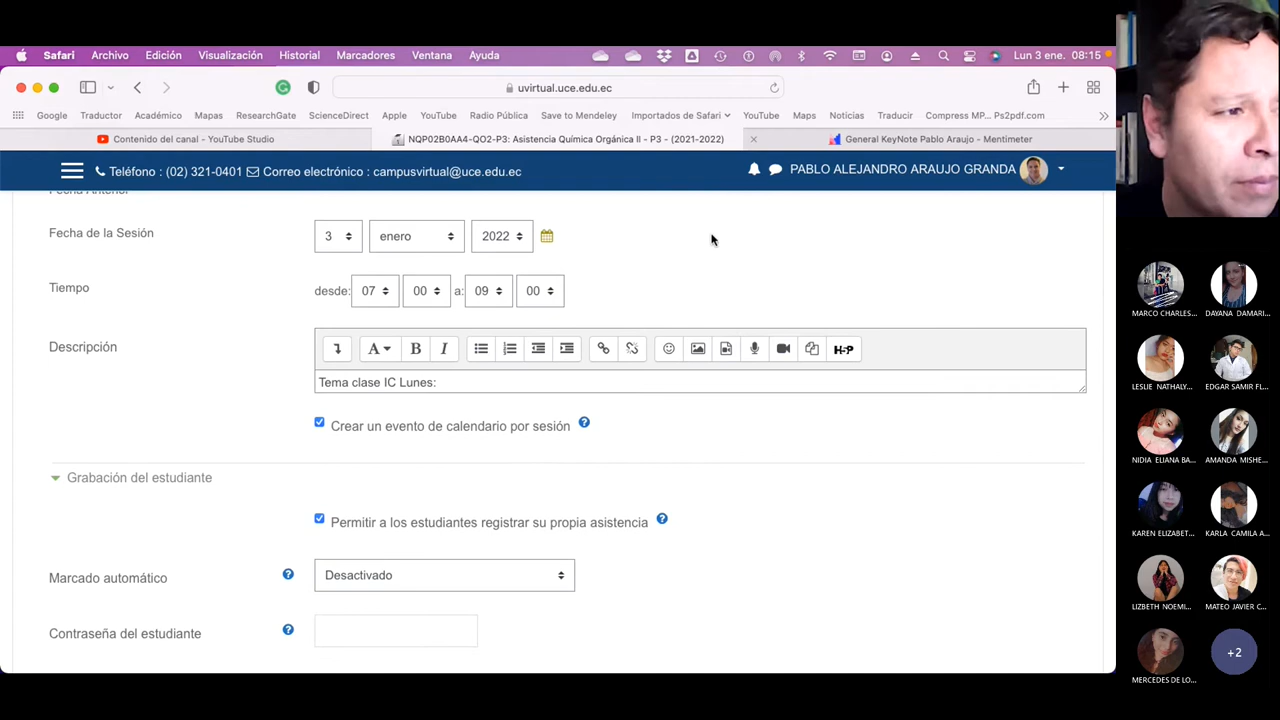 Safari Archivo Edición Visualización Historial Marcadores Ventana Ayuda Lun 3 ene. 08:15
uvirtual.uce.edu.ec
Google Traductor Académico Mapas ResearchGate ScienceDirect Apple YouTube Radio Pública Save to Mendeley Importados de Safari YouTube Maps Noticias Traducir Compress MP... Ps2pdf.com
Contenido del canal - YouTube Studio NQP02B0AA4-QO2-P3: Asistencia Química Orgánica II - P3 - (2021-2022) General KeyNote Pablo Araujo - Mentimeter
Teléfono : (02) 321-0401 Correo electrónico : campusvirtual@uce.edu.ec PABLO ALEJANDRO ARAUJO GRANDA
Fecha Anterior
Fecha de la Sesión 3 enero 2022
Tiempo desde: 07 00 a: 09 00
Descripción A B I H-P
Tema clase IC Lunes:
Crear un evento de calendario por sesión
Grabación del estudiante
Permitir a los estudiantes registrar su propia asistencia
Marcado automático Desactivado
Contraseña del estudiante
MARCO CHARLES... DAYANA DAMARI...
LESLIE NATHALY... EDGAR SAMIR FL...
NIDIA ELIANA BA... AMANDA MISHE...
KAREN ELIZABET... KARLA CAMILA A...
LIZBETH NOEMI... MATEO JAVIER C...
+2
MERCEDES DE LO...